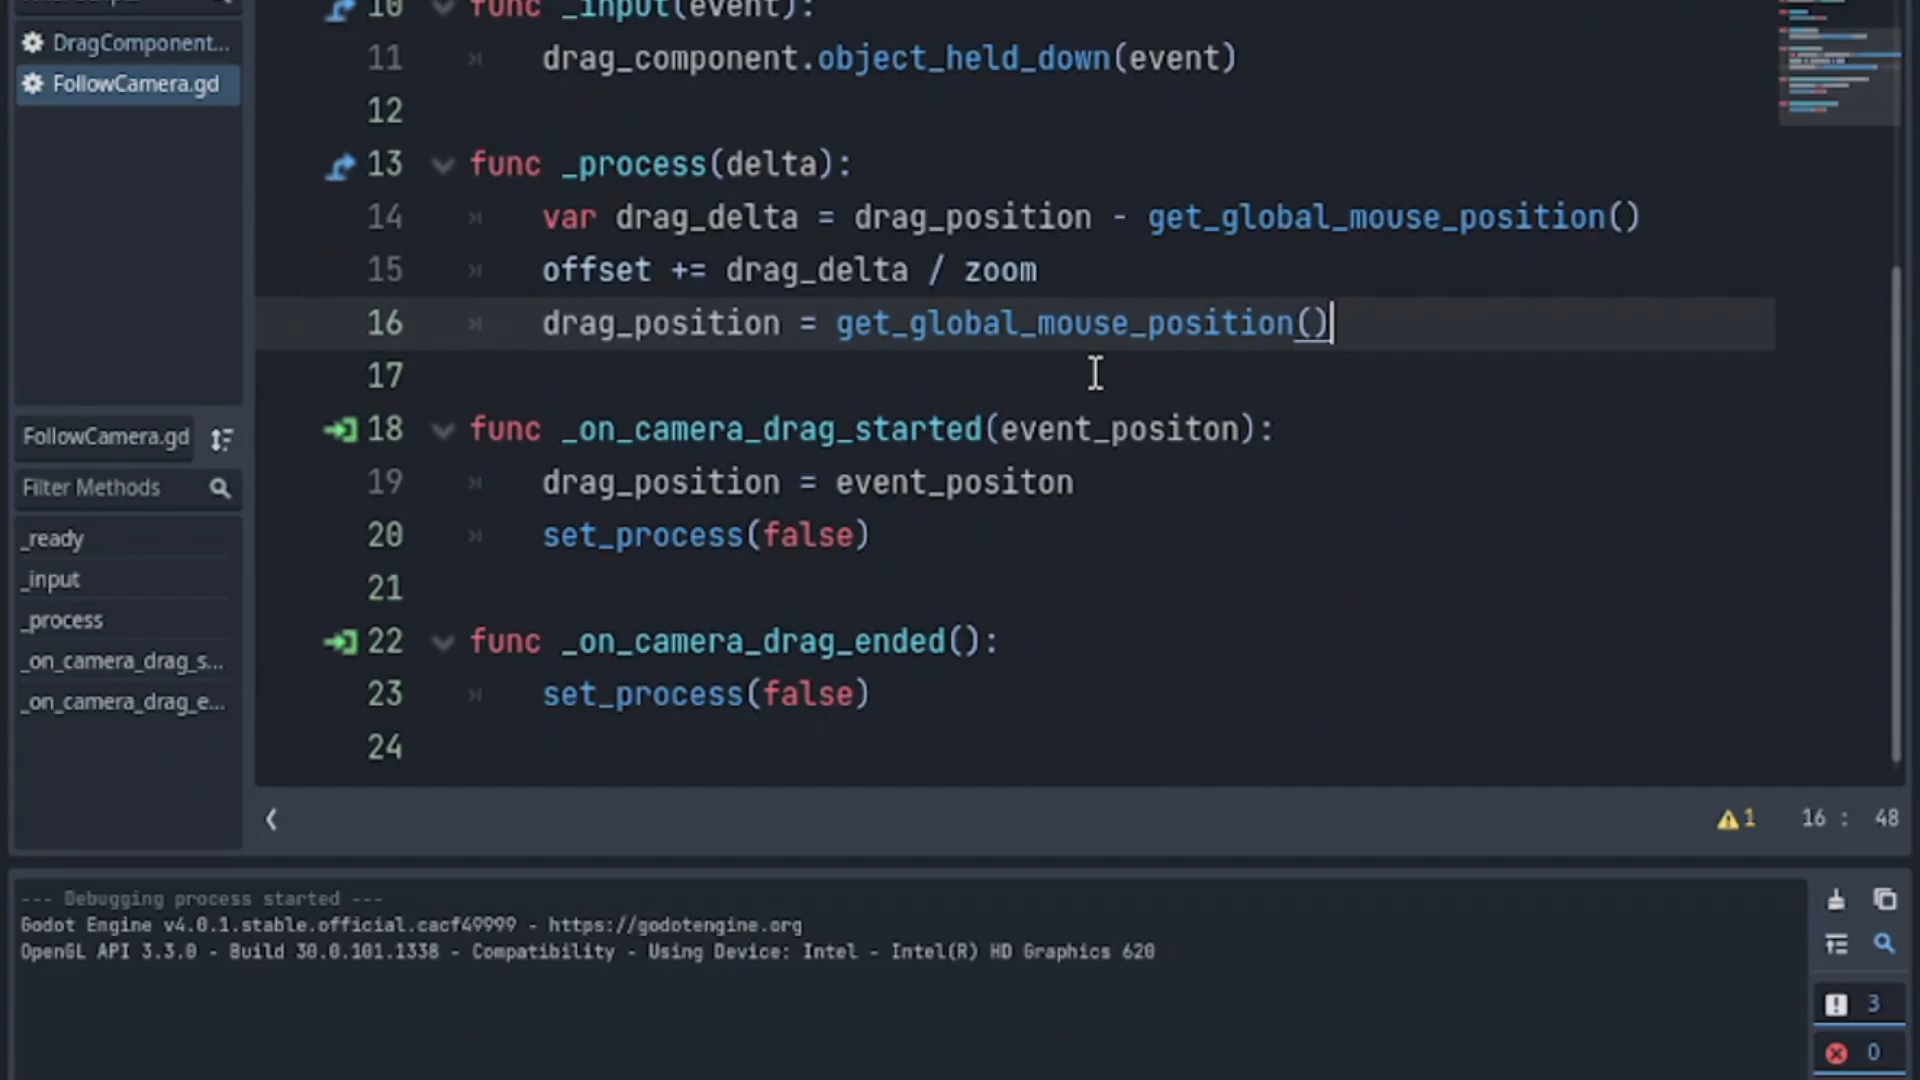 DragComponent...
FollowCamera.gd
FollowCamera.gd
Filter Methods
_ready
_input
_process
_on_camera_drag_s...
_on_camera_drag_e...
10 func _input(event):
11 drag_component.object_held_down(event)
12
13 func _process(delta):
14 var drag_delta = drag_position - get_global_mouse_position()
15 offset += drag_delta / zoom
16 drag_position = get_global_mouse_position()
17
18 func _on_camera_drag_started(event_positon):
19 drag_position = event_positon
20 set_process(false)
21
22 func _on_camera_drag_ended():
23 set_process(false)
24
1 16 : 48
--- Debugging process started ---
Godot Engine v4.0.1.stable.official.cacf49999 - https://godotengine.org
OpenGL API 3.3.0 - Build 30.0.101.1338 - Compatibility - Using Device: Intel - Intel(R) HD Graphics 620
3
0